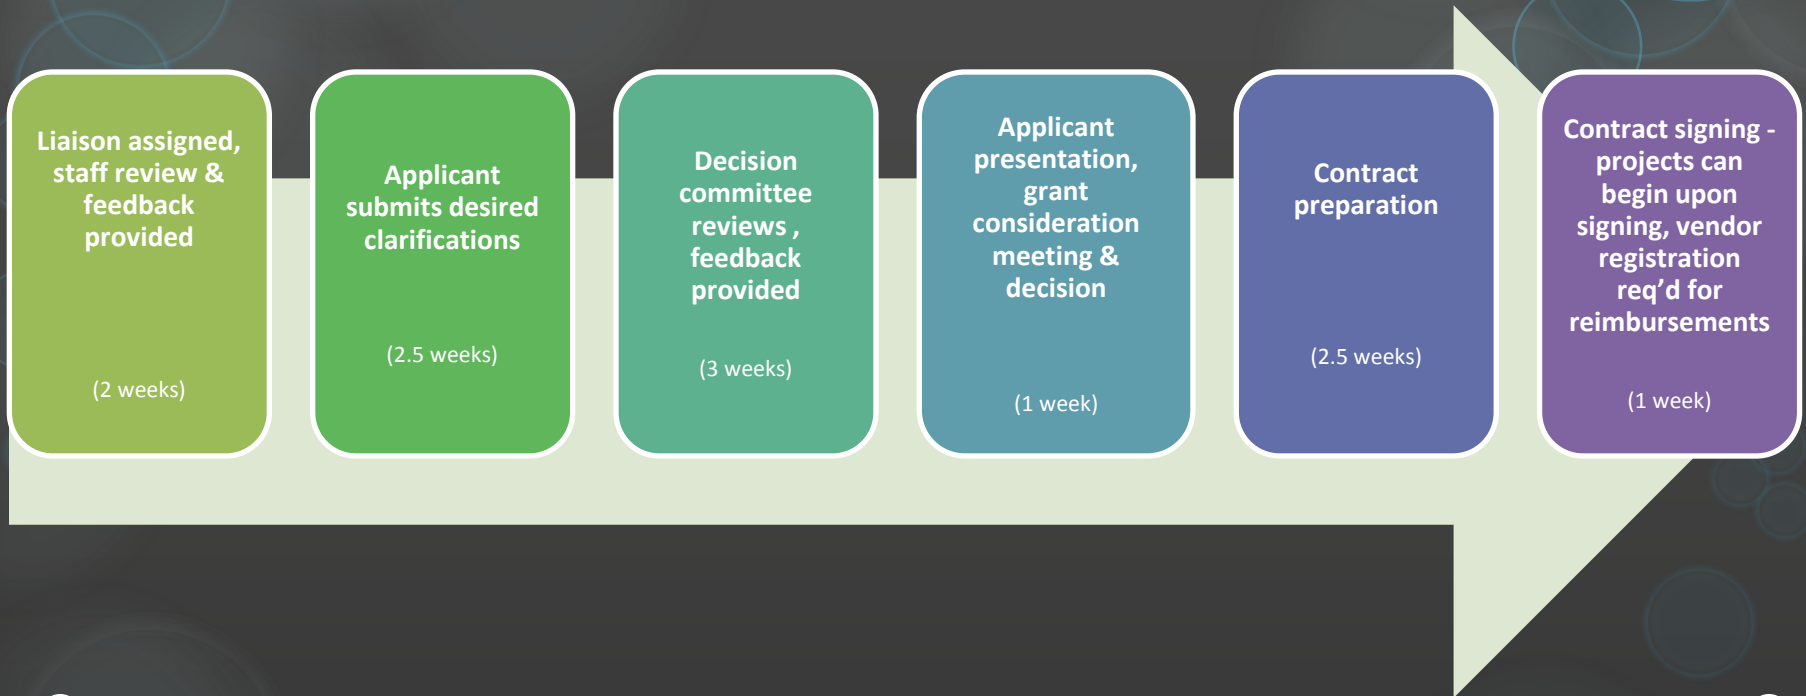 Liaison assigned,
staff review &
feedback
provided
(2 weeks)
Applicant
submits desired
clarifications
(2.5 weeks)
Decision
committee
reviews ,
feedback
provided
(3 weeks)
Applicant
presentation,
grant
consideration
meeting &
decision
(1 week)
Contract
preparation
(2.5 weeks)
Contract signing -
projects can
begin upon
signing, vendor
registration
req’d for
reimbursements
(1 week)